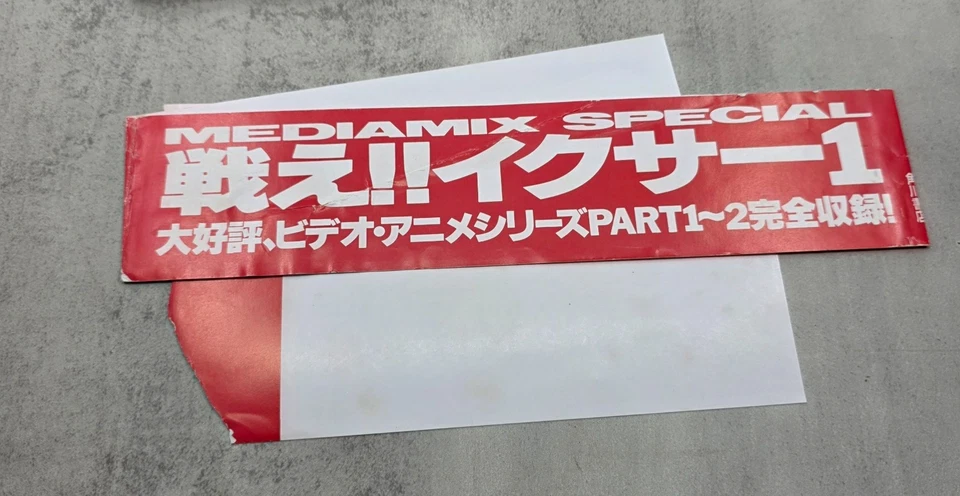 MEDIAMIX SPECIAL
戦え!!イクサー1
大好評、ビデオ・アニメシリーズPART1〜2完全収録!
角川書店